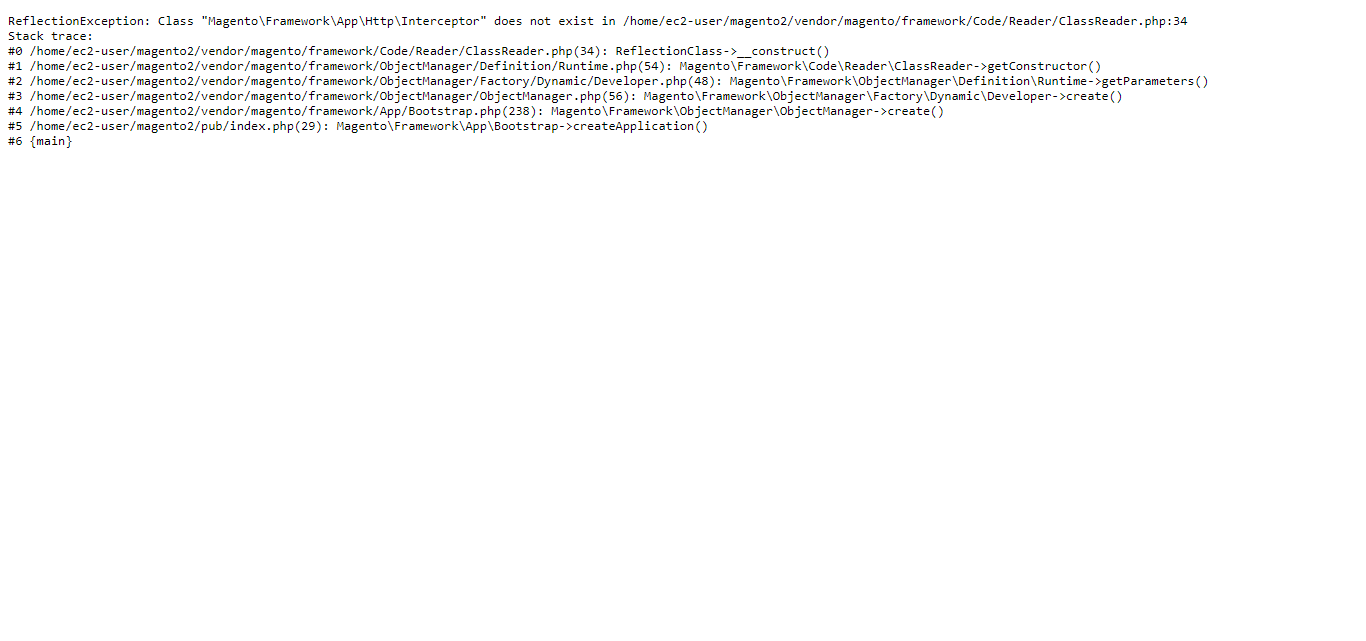 ReflectionException: Class "Magento\Framework\App\Http\Interceptor" does not exist in /home/ec2-user/magento2/vendor/magento/framework/Code/Reader/ClassReader.php:34
Stack trace:
#0 /home/ec2-user/magento2/vendor/magento/framework/Code/Reader/ClassReader.php(34): ReflectionClass->__construct()
#1 /home/ec2-user/magento2/vendor/magento/framework/ObjectManager/Definition/Runtime.php(54): Magento\Framework\Code\Reader\ClassReader->getConstructor()
#2 /home/ec2-user/magento2/vendor/magento/framework/ObjectManager/Factory/Dynamic/Developer.php(48): Magento\Framework\ObjectManager\Definition\Runtime->getParameters()
#3 /home/ec2-user/magento2/vendor/magento/framework/ObjectManager/ObjectManager.php(56): Magento\Framework\ObjectManager\Factory\Dynamic\Developer->create()
#4 /home/ec2-user/magento2/vendor/magento/framework/App/Bootstrap.php(238): Magento\Framework\ObjectManager\ObjectManager->create()
#5 /home/ec2-user/magento2/pub/index.php(29): Magento\Framework\App\Bootstrap->createApplication()
#6 {main}